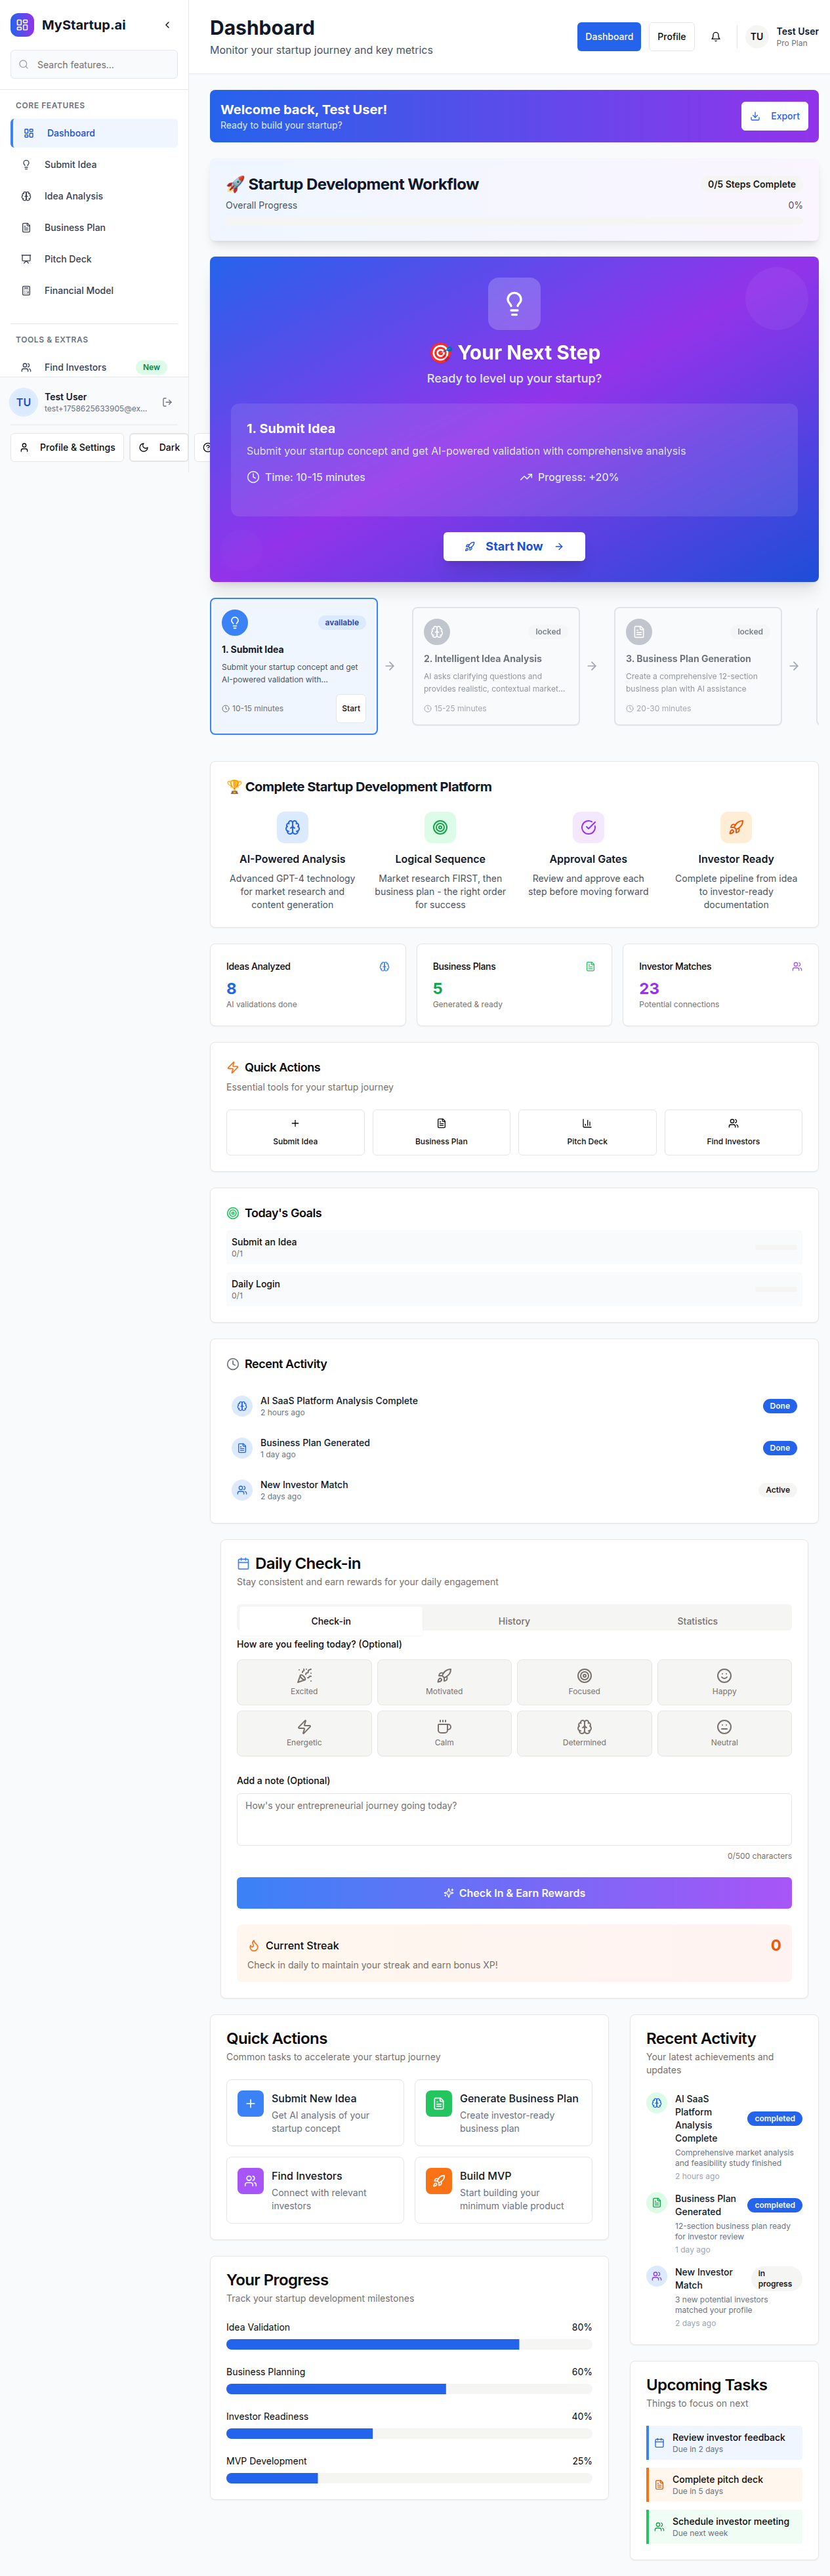 MyStartup.ai
Search features...
CORE FEATURES
Dashboard
Submit Idea
Idea Analysis
Business Plan
Pitch Deck
Financial Model
TOOLS & EXTRAS
Find Investors
New
TU
Test User
test+1758625633905@ex...
Profile & Settings
Dark
Dashboard
Monitor your startup journey and key metrics
Dashboard
Profile
TU
Test User
Pro Plan
Welcome back, Test User!
Ready to build your startup?
Export
🚀 Startup Development Workflow
0/5 Steps Complete
Overall Progress
0%
🎯 Your Next Step
Ready to level up your startup?
1. Submit Idea
Submit your startup concept and get AI-powered validation with comprehensive analysis
Time: 10-15 minutes
Progress: +20%
Start Now
available
1. Submit Idea
Submit your startup concept and get
AI-powered validation with...
10-15 minutes
Start
locked
2. Intelligent Idea Analysis
AI asks clarifying questions and
provides realistic, contextual market...
15-25 minutes
locked
3. Business Plan Generation
Create a comprehensive 12-section
business plan with AI assistance
20-30 minutes
🏆 Complete Startup Development Platform
AI-Powered Analysis
Advanced GPT-4 technology
for market research and
content generation
Logical Sequence
Market research FIRST, then
business plan - the right order
for success
Approval Gates
Review and approve each
step before moving forward
Investor Ready
Complete pipeline from idea
to investor-ready
documentation
Ideas Analyzed
8
AI validations done
Business Plans
5
Generated & ready
Investor Matches
23
Potential connections
Quick Actions
Essential tools for your startup journey
Submit Idea
Business Plan
Pitch Deck
Find Investors
Today's Goals
Submit an Idea
0/1
Daily Login
0/1
Recent Activity
AI SaaS Platform Analysis Complete
2 hours ago
Done
Business Plan Generated
1 day ago
Done
New Investor Match
2 days ago
Active
Daily Check-in
Stay consistent and earn rewards for your daily engagement
Check-in
History
Statistics
How are you feeling today? (Optional)
Excited
Motivated
Focused
Happy
Energetic
Calm
Determined
Neutral
Add a note (Optional)
How's your entrepreneurial journey going today?
0/500 characters
Check In & Earn Rewards
Current Streak
0
Check in daily to maintain your streak and earn bonus XP!
Quick Actions
Common tasks to accelerate your startup journey
Submit New Idea
Get AI analysis of your
startup concept
Generate Business Plan
Create investor-ready
business plan
Find Investors
Connect with relevant
investors
Build MVP
Start building your
minimum viable product
Your Progress
Track your startup development milestones
Idea Validation
80%
Business Planning
60%
Investor Readiness
40%
MVP Development
25%
Recent Activity
Your latest achievements and
updates
AI SaaS
Platform
Analysis
Complete
completed
Comprehensive market analysis
and feasibility study finished
2 hours ago
Business Plan
Generated
completed
12-section business plan ready
for investor review
1 day ago
New Investor
Match
in
progress
3 new potential investors
matched your profile
2 days ago
Upcoming Tasks
Things to focus on next
Review investor feedback
Due in 2 days
Complete pitch deck
Due in 5 days
Schedule investor meeting
Due next week